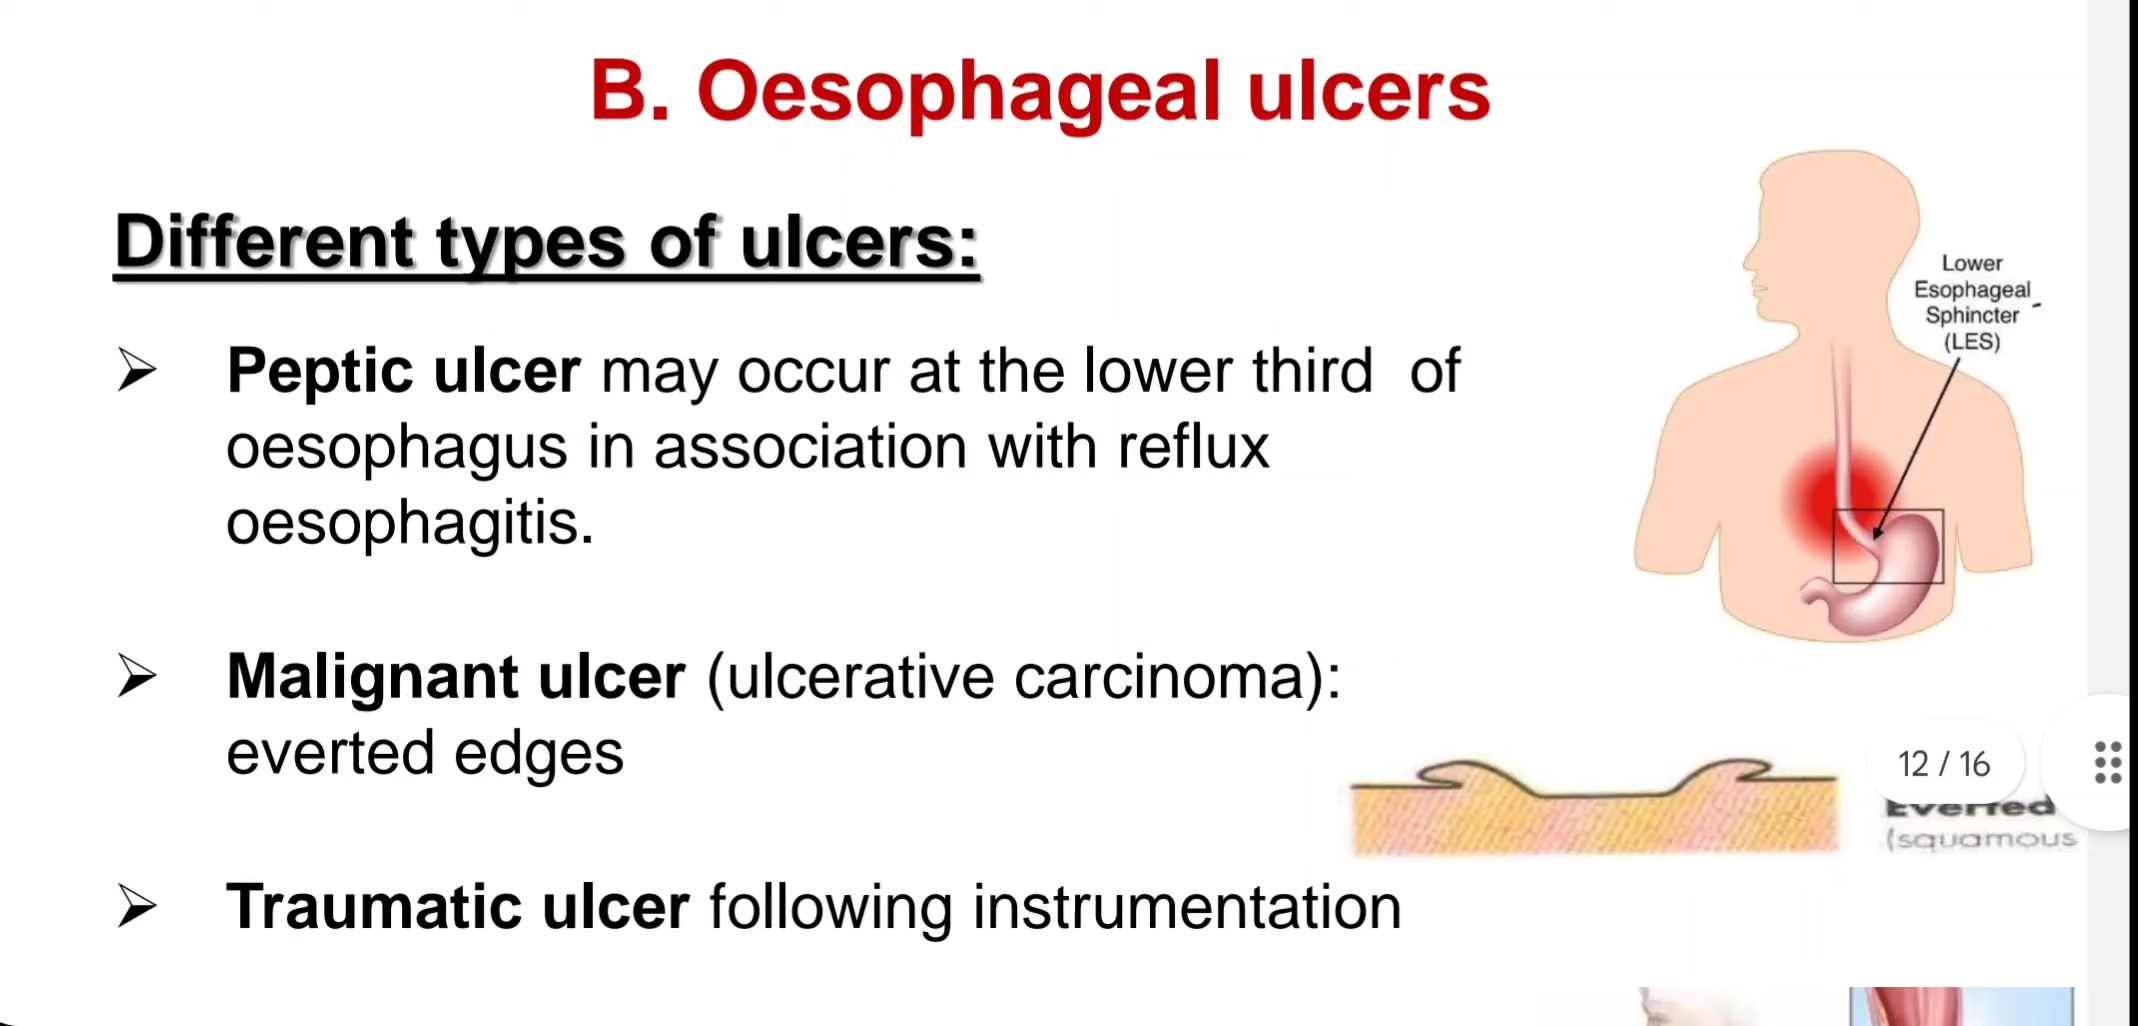 B. Oesophageal ulcers
Different types of ulcers:
Lower
Esophageal
Sphincter
(LES)
➢ Peptic ulcer may occur at the lower third of
oesophagus in association with reflux
oesophagitis.
➢ Malignant ulcer (ulcerative carcinoma):
everted edges
12 / 16
Everted
(squamous
➢ Traumatic ulcer following instrumentation